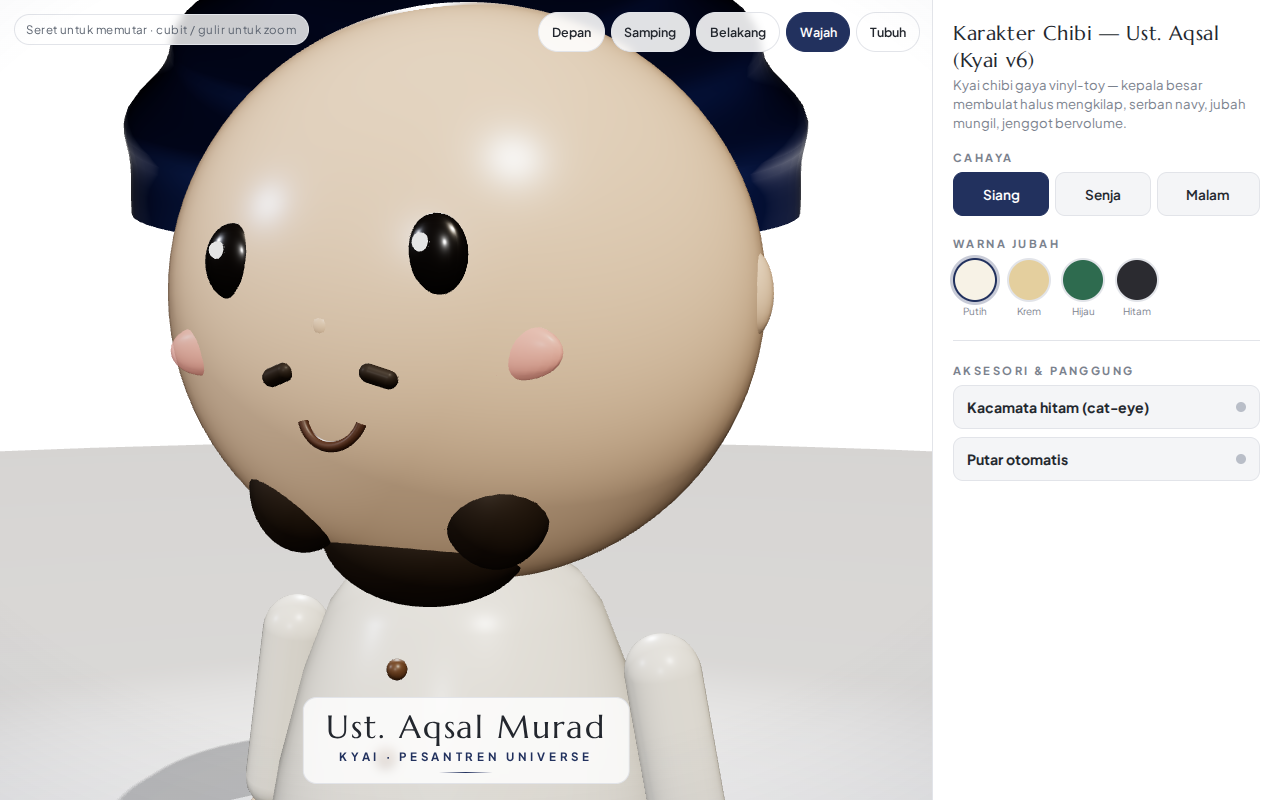 Seret untuk memutar · cubit / gulir untuk zoom
Depan
Samping
Belakang
Wajah
Tubuh
Ust. Aqsal Murad
KYAI · PESANTREN UNIVERSE
Karakter Chibi — Ust. Aqsal
(Kyai v6)
Kyai chibi gaya vinyl-toy — kepala besar
membulat halus mengkilap, serban navy, jubah
mungil, jenggot bervolume.
CAHAYA
Siang
Senja
Malam
WARNA JUBAH
Putih
Krem
Hijau
Hitam
AKSESORI & PANGGUNG
Kacamata hitam (cat-eye)
Putar otomatis